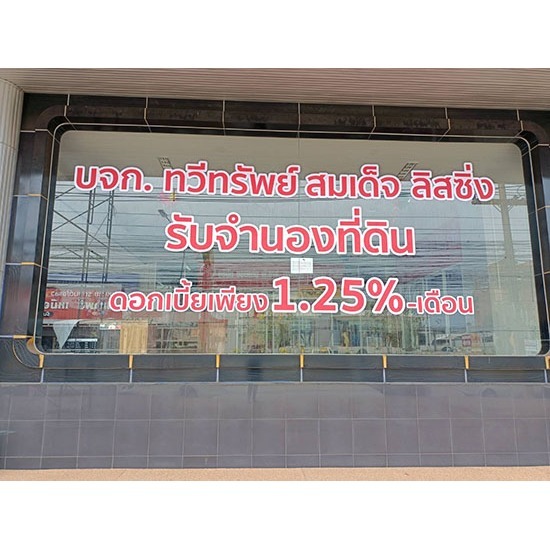 บจก. ทวีทรัพย์ สมเด็จ ลิสซิ่ง
รับจำนองที่ดิน
ดอกเบี้ยเพียง 1.25%-เดือน